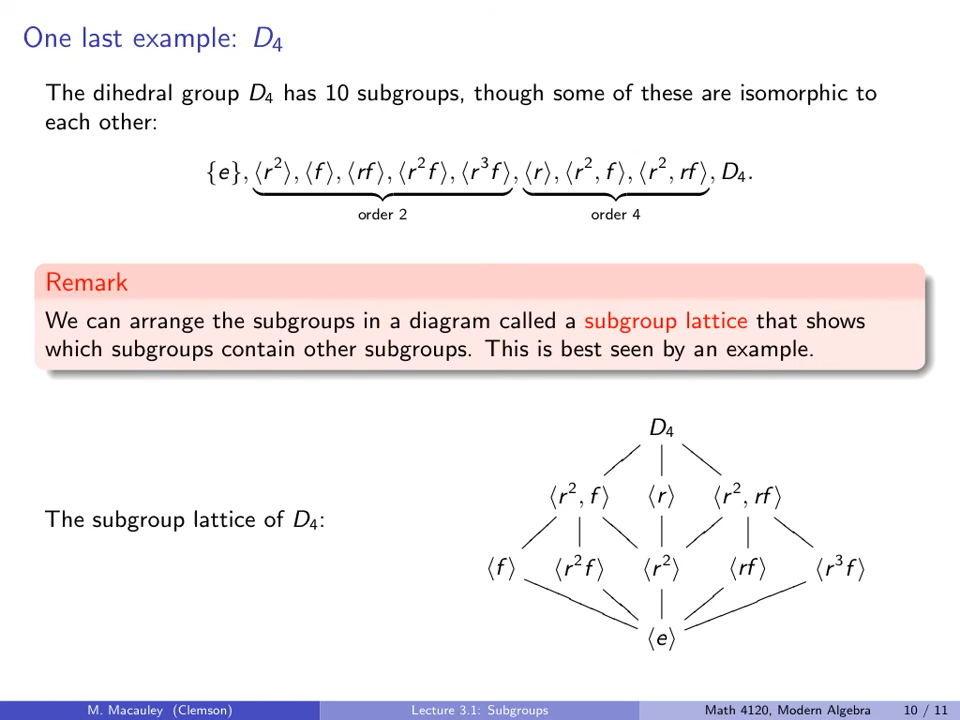 One last example: D₄
The dihedral group D₄ has 10 subgroups, though some of these are isomorphic to
each other:
{e}, ⟨r²⟩, ⟨f⟩, ⟨rf⟩, ⟨r²f⟩, ⟨r³f⟩, ⟨r⟩, ⟨r², f⟩, ⟨r², rf⟩, D₄.
order 2 order 4
Remark
We can arrange the subgroups in a diagram called a subgroup lattice that shows
which subgroups contain other subgroups. This is best seen by an example.
D₄
⟨r², f⟩ ⟨r⟩ ⟨r², rf⟩
The subgroup lattice of D₄:
⟨f⟩ ⟨r²f⟩ ⟨r²⟩ ⟨rf⟩ ⟨r³f⟩
⟨e⟩
M. Macauley (Clemson) Lecture 3.1: Subgroups Math 4120, Modern Algebra 10 / 11